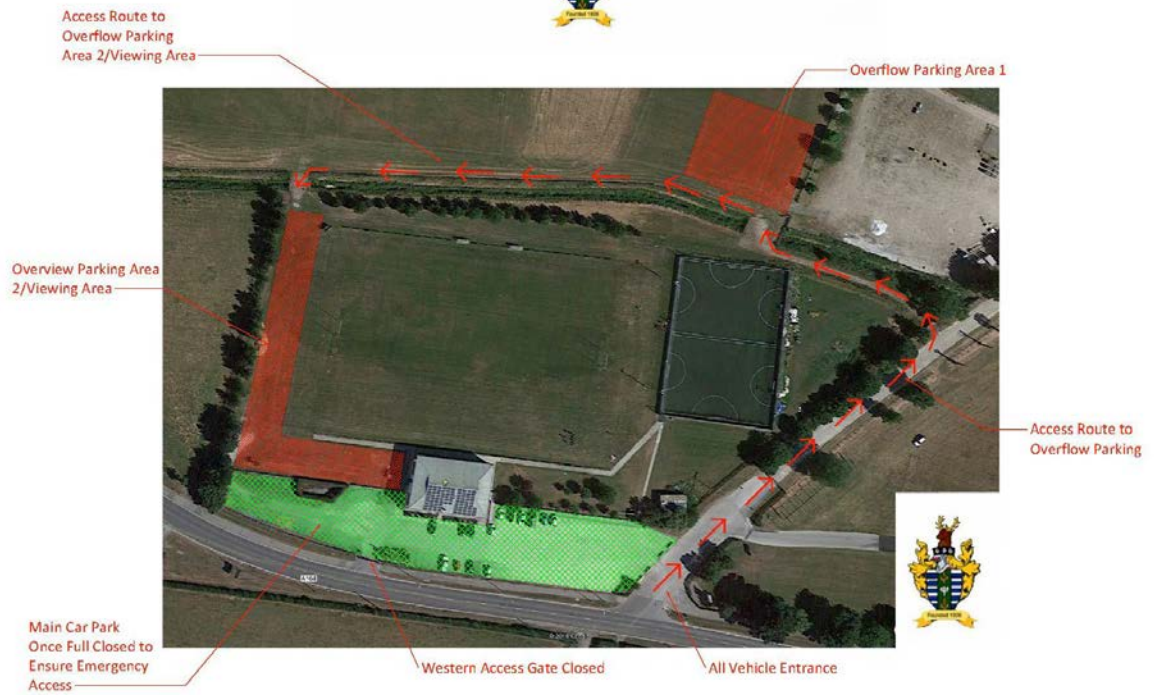 Founded 1898
Access Route to
Overflow Parking
Area 2/Viewing Area
Overflow Parking Area 1
Overview Parking Area
2/Viewing Area
Access Route to
Overflow Parking
Main Car Park
Once Full Closed to
Ensure Emergency
Access
Western Access Gate Closed
All Vehicle Entrance